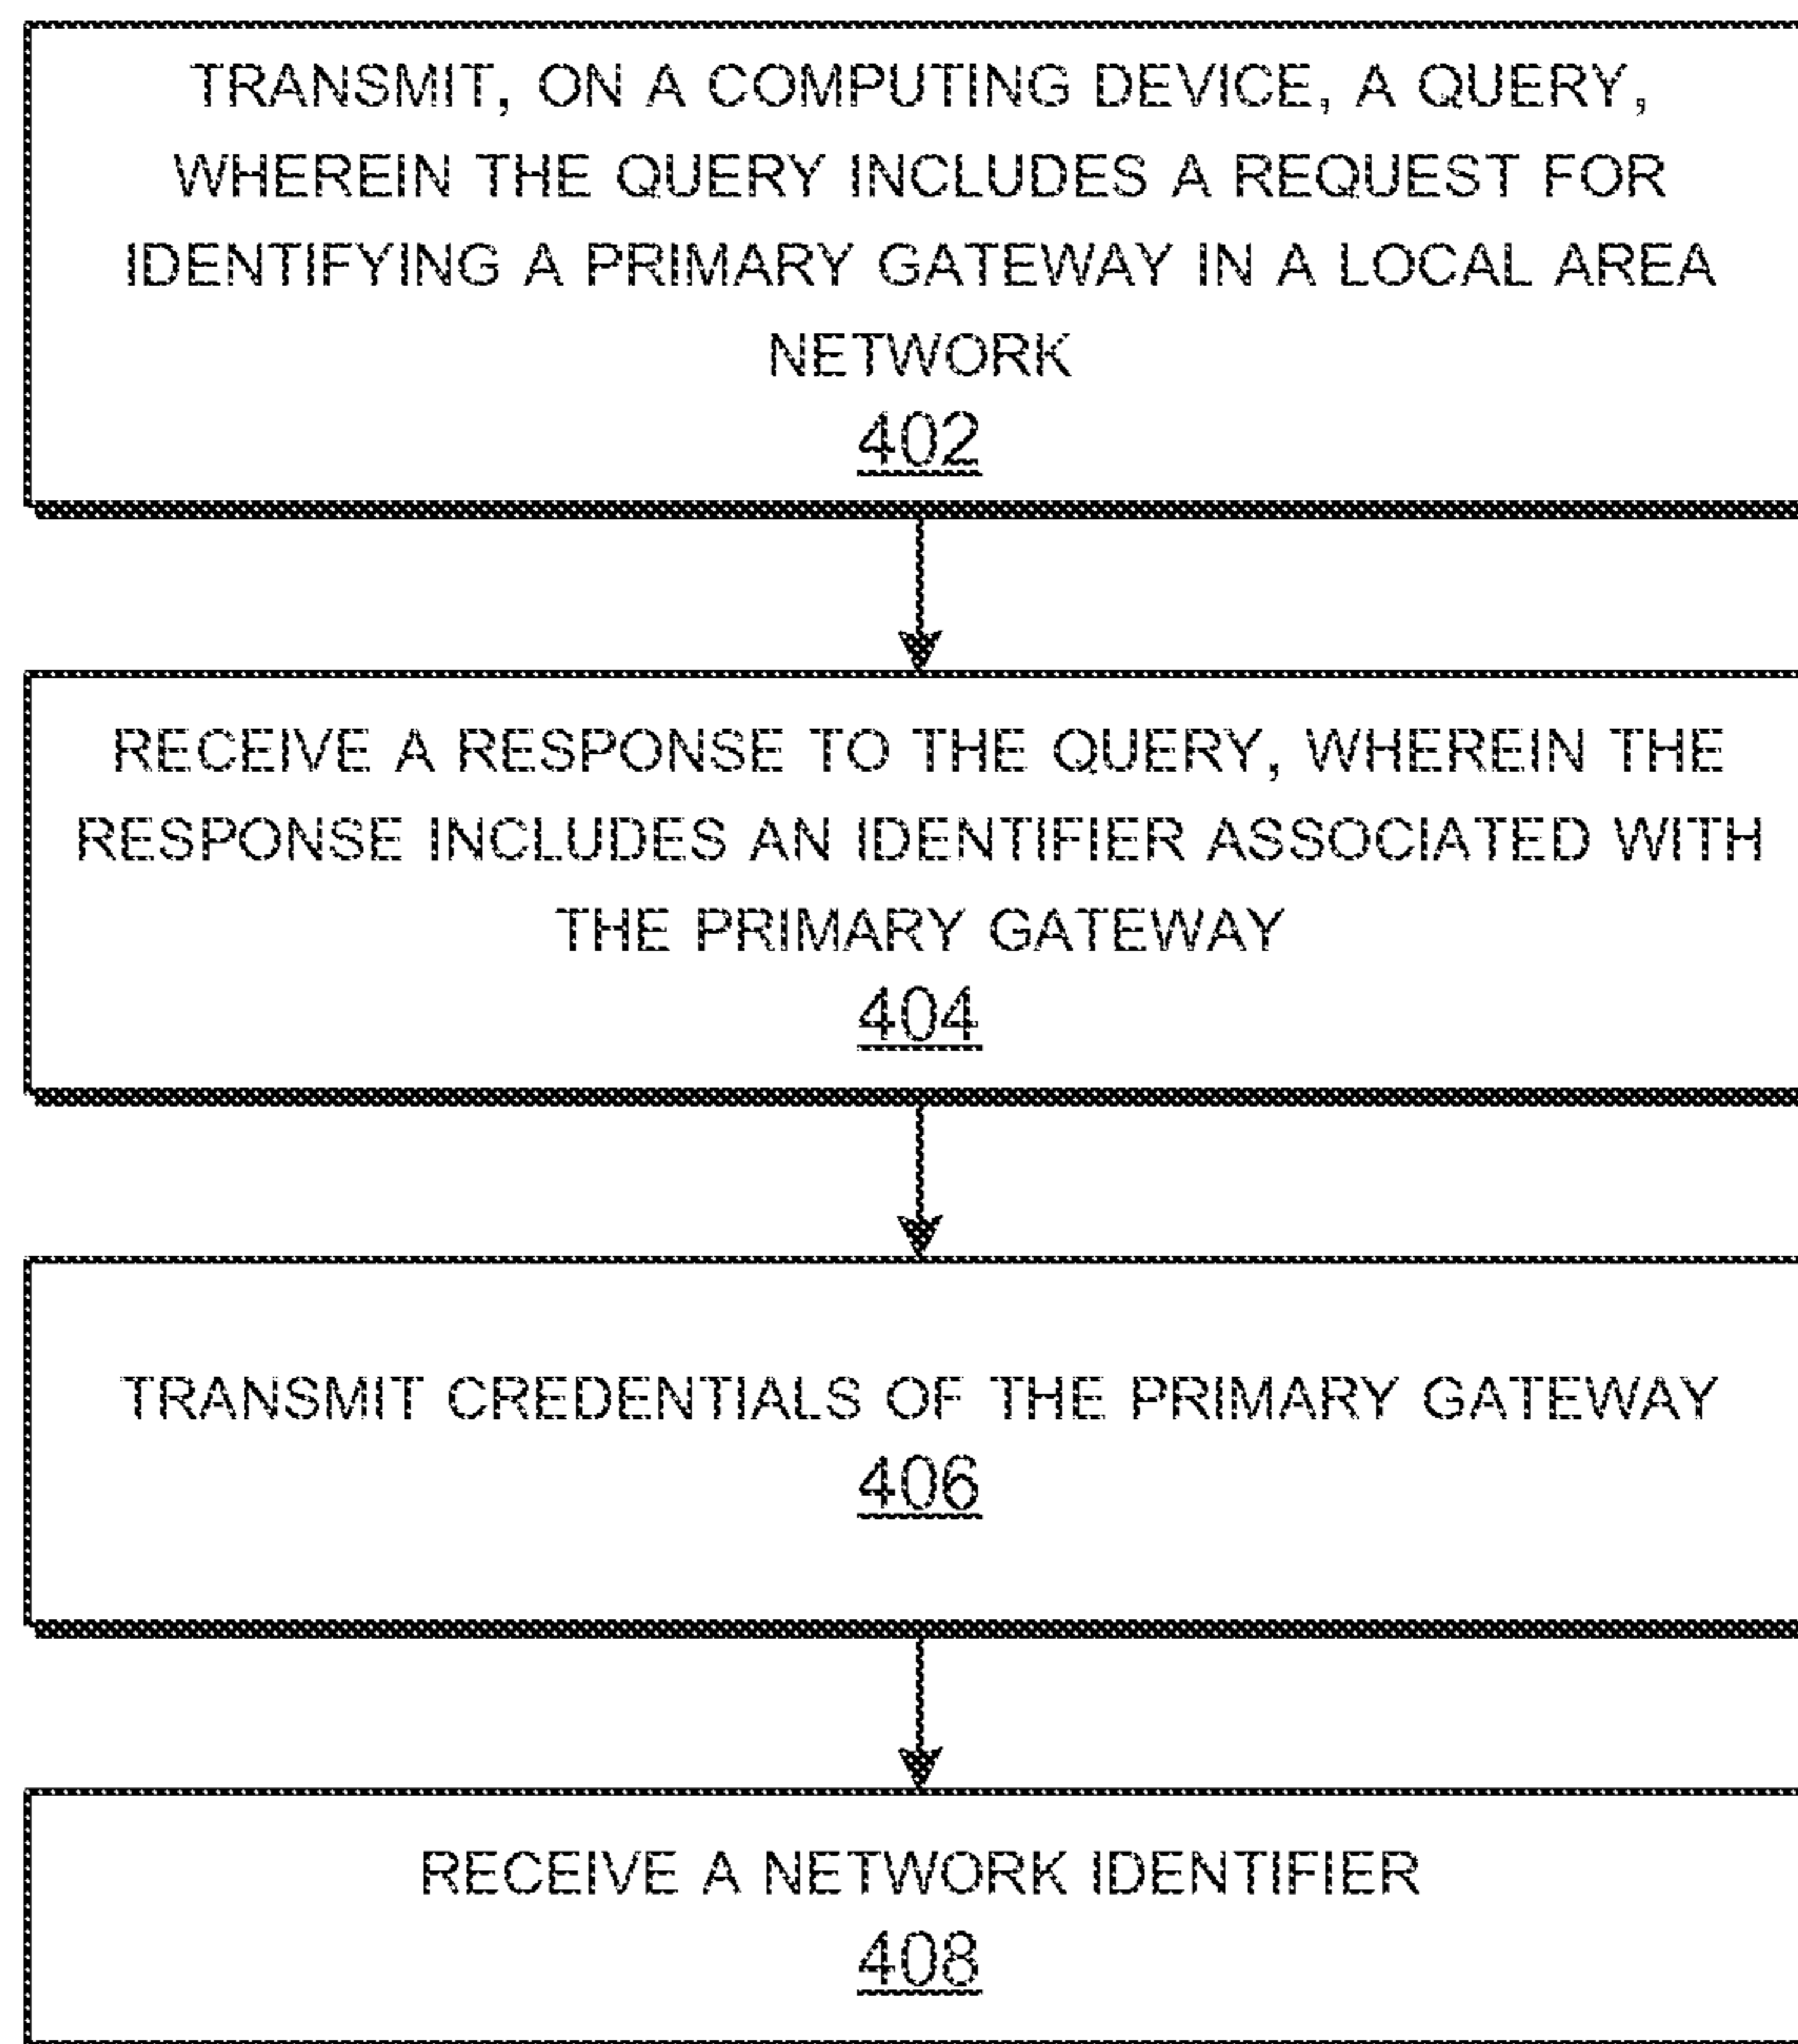 TRANSMIT, ON A COMPUTING DEVICE, A QUERY,
WHEREIN THE QUERY INCLUDES A REQUEST FOR
IDENTIFYING A PRIMARY GATEWAY IN A LOCAL AREA
NETWORK
402
RECEIVE A RESPONSE TO THE QUERY, WHEREIN THE
RESPONSE INCLUDES AN IDENTIFIER ASSOCIATED WITH
THE PRIMARY GATEWAY
404
TRANSMIT CREDENTIALS OF THE PRIMARY GATEWAY
406
RECEIVE A NETWORK IDENTIFIER
408